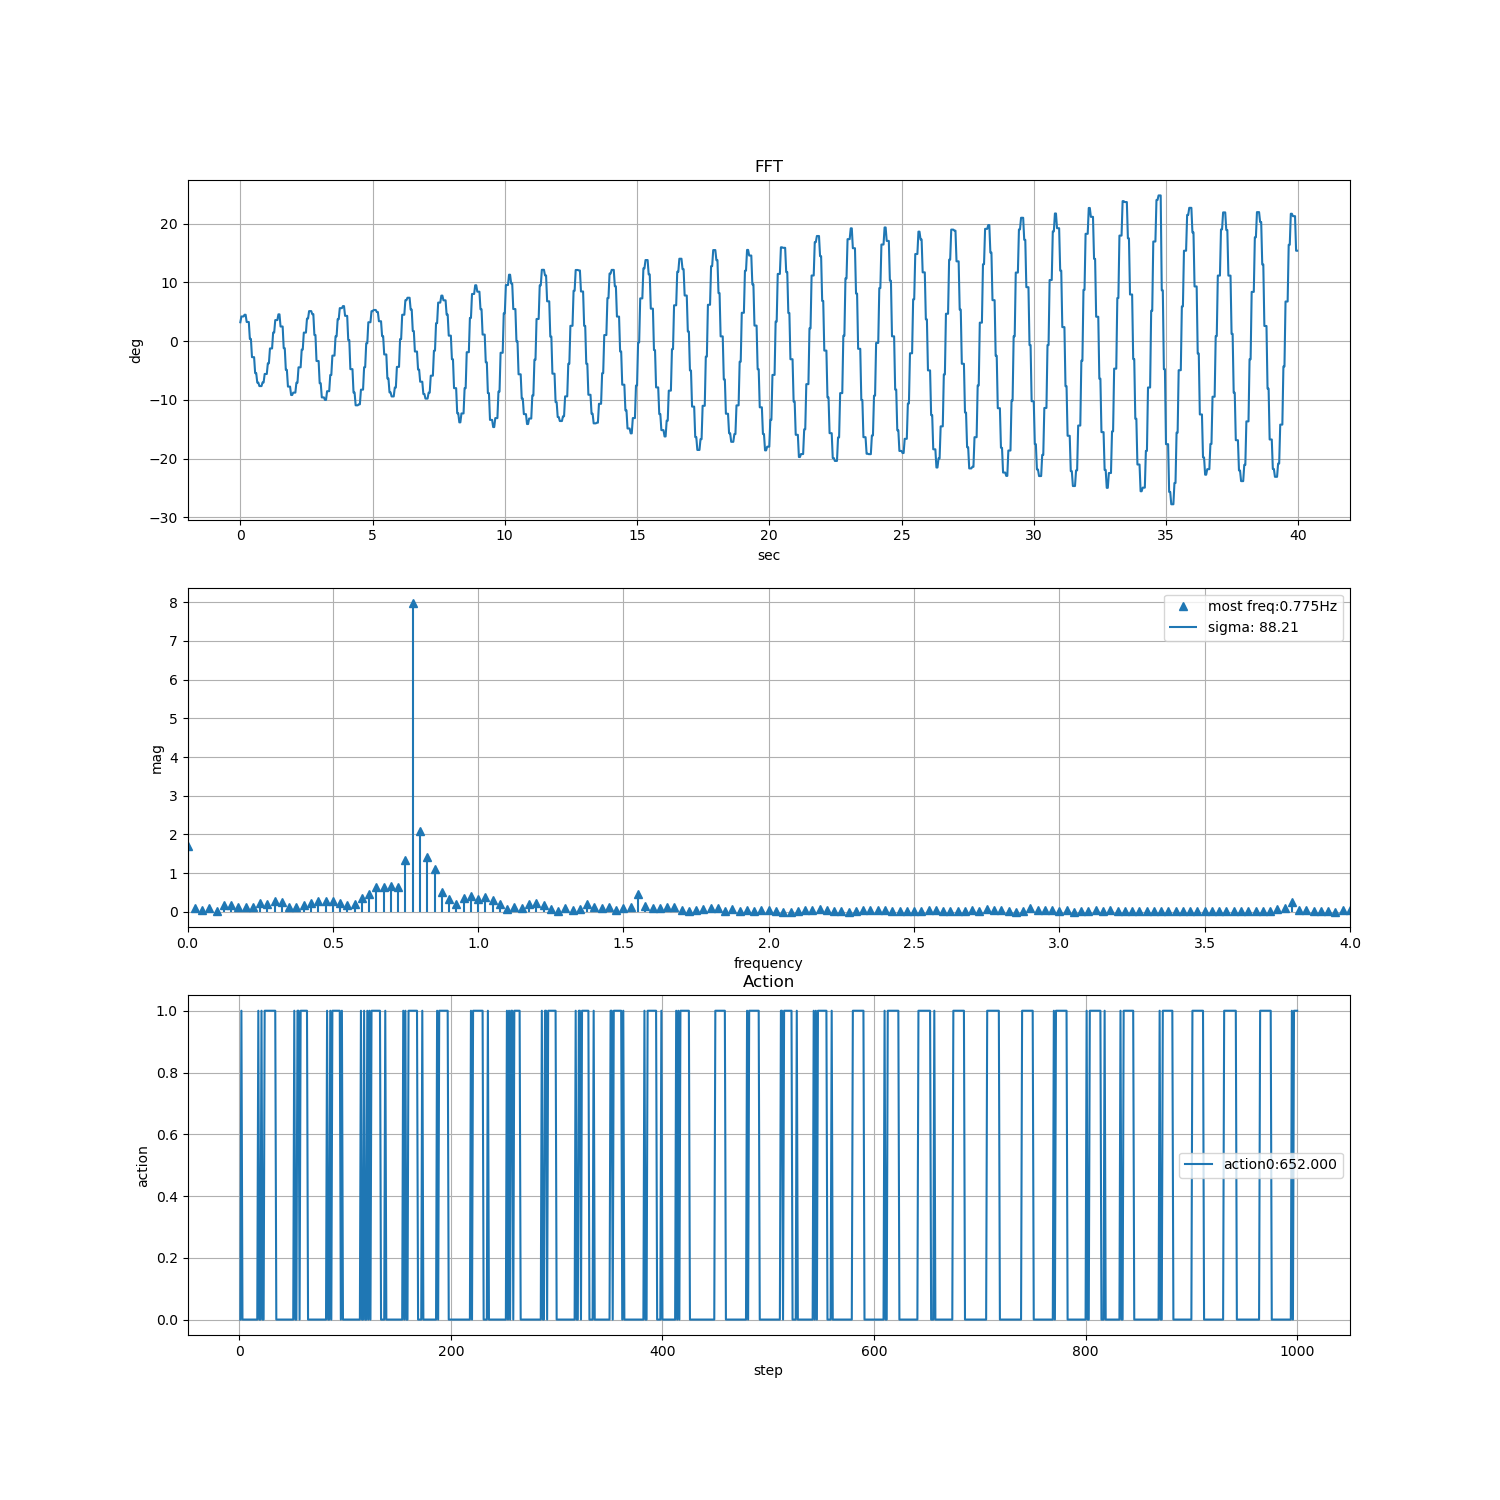 FFT
20
10
0
−10
−20
−30
deg
0 5 10 15 20 25 30 35 40
sec
8
7
6
5
4
3
2
1
0
mag
most freq:0.775Hz
sigma: 88.21
0.0 0.5 1.0 1.5 2.0 2.5 3.0 3.5 4.0
frequency
Action
1.0
0.8
0.6
0.4
0.2
0.0
action
action0:652.000
0 200 400 600 800 1000
step